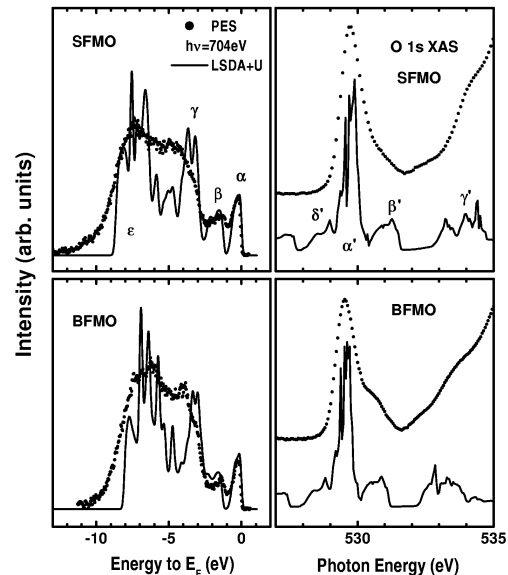 SFMO
PES
hν=704eV
LSDA+U
γ
β
α
ε
O 1s XAS
SFMO
δ'
α'
β'
γ'
Intensity (arb. units)
BFMO
BFMO
-10
-5
0
530
535
Energy to E_F (eV)
Photon Energy (eV)